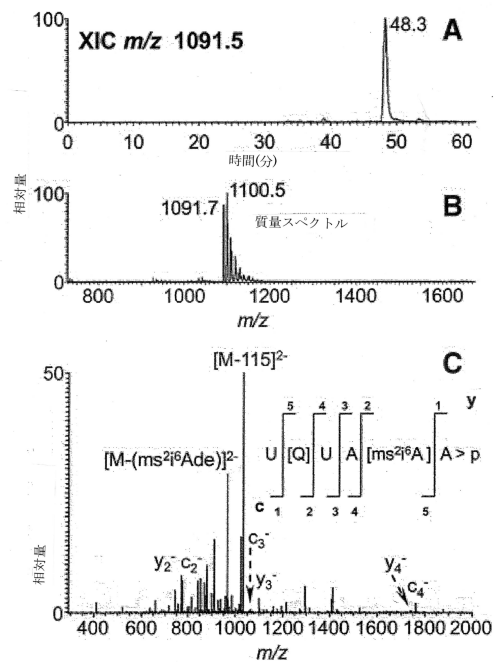 XIC m/z 1091.5
A
48.3
100
0
0 10 20 30 40 50 60
時間(分)
相対量
B
100
1100.5
1091.7
質量スペクトル
0
800 1000 1200 1400 1600
m/z
C
[M-115]²⁻
50
[M-(ms²i⁶Ade)]²⁻
5 4 3 2 1 y
U [Q] U A [ms²i⁶A] A > p
c 1 2 3 4 5
y₂⁻ c₂⁻ c₃⁻ y₃⁻ y₄⁻ c₄⁻
相対量
0
400 600 800 1000 1200 1400 1600 1800 2000
m/z